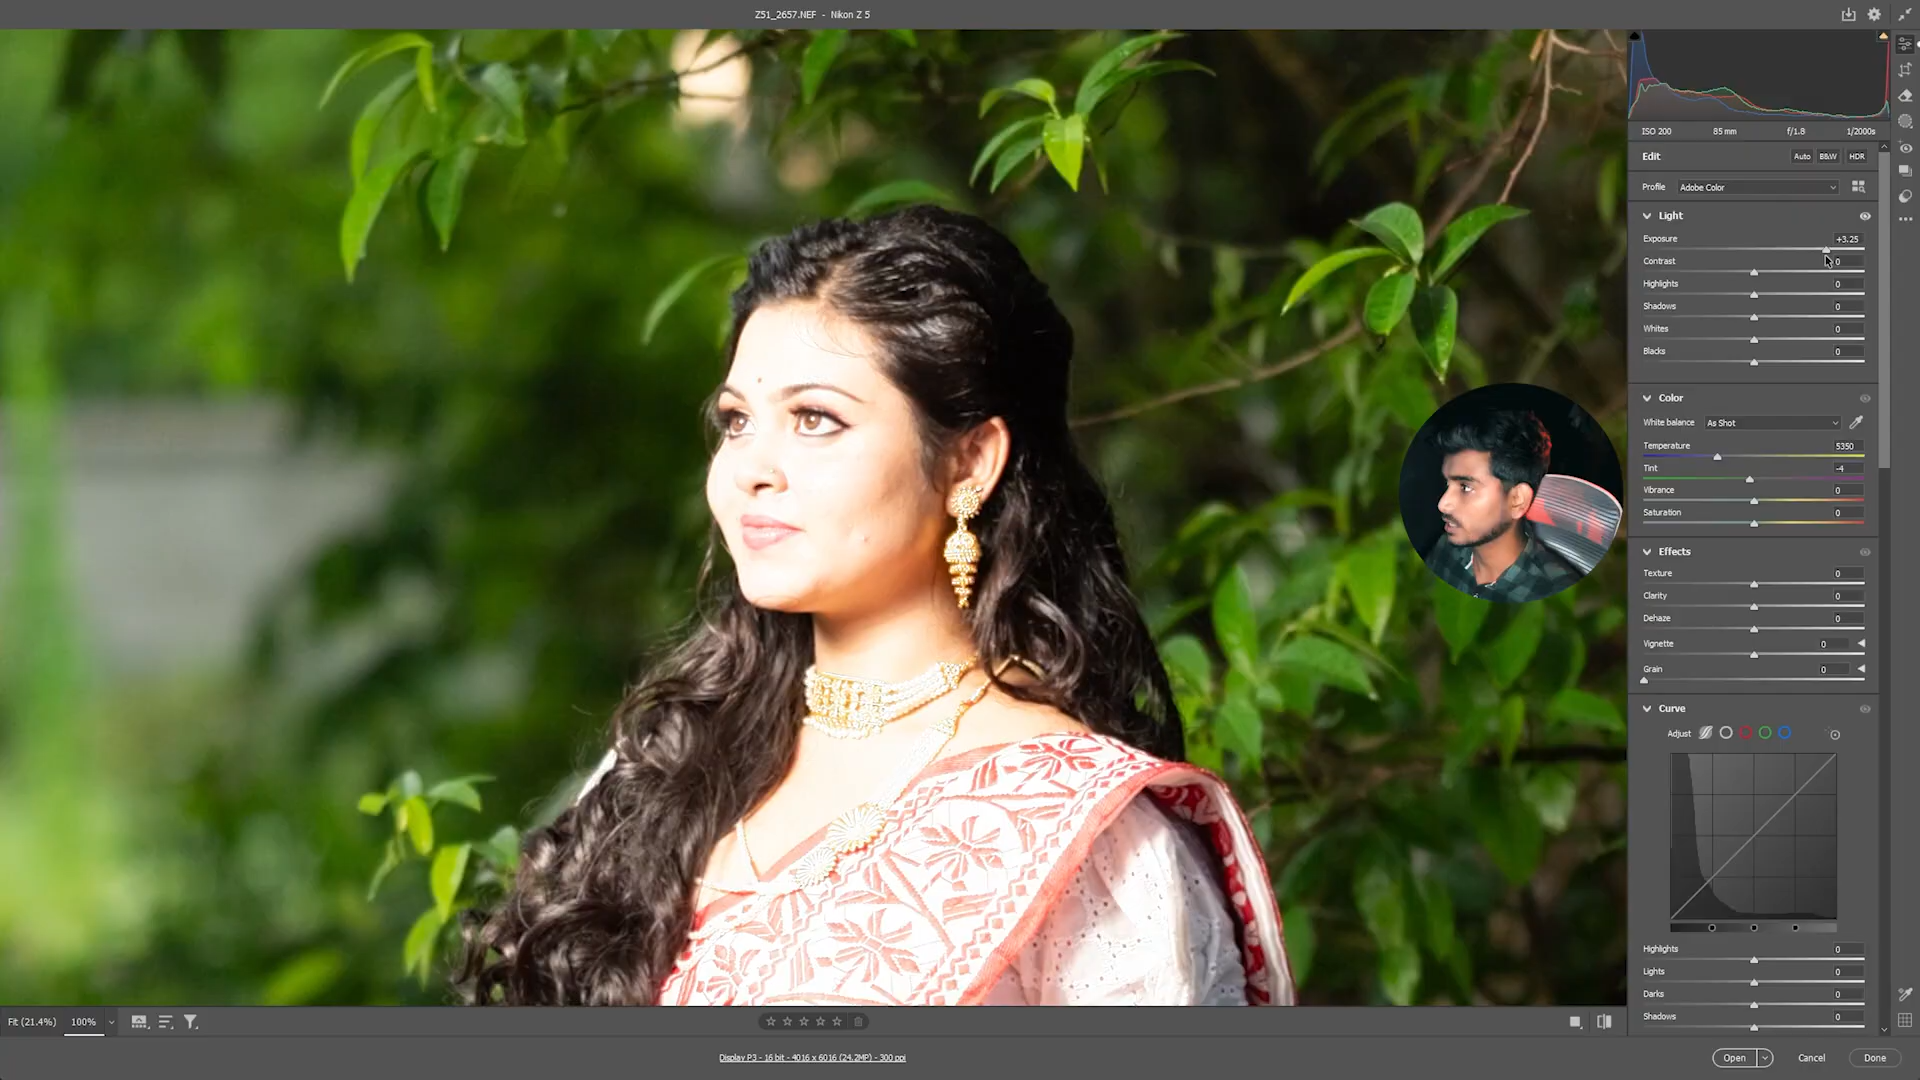 Z51_2657.NEF - Nikon Z 5
ISO 200 85 mm f/1.8 1/2000s
Edit Auto B&W HDR
Profile Adobe Color
Light
Exposure +3.25
Contrast 0
Highlights 0
Shadows 0
Whites 0
Blacks 0
Color
White balance As Shot
Temperature 5350
Tint -4
Vibrance 0
Saturation 0
Effects
Texture 0
Clarity 0
Dehaze 0
Vignette 0
Grain 0
Curve
Adjust
Highlights 0
Lights 0
Darks 0
Shadows 0
Fit (21.4%) 100%
Display P3 - 16 bit - 4016 x 6016 (24.2MP) - 300 ppi
Open Cancel Done